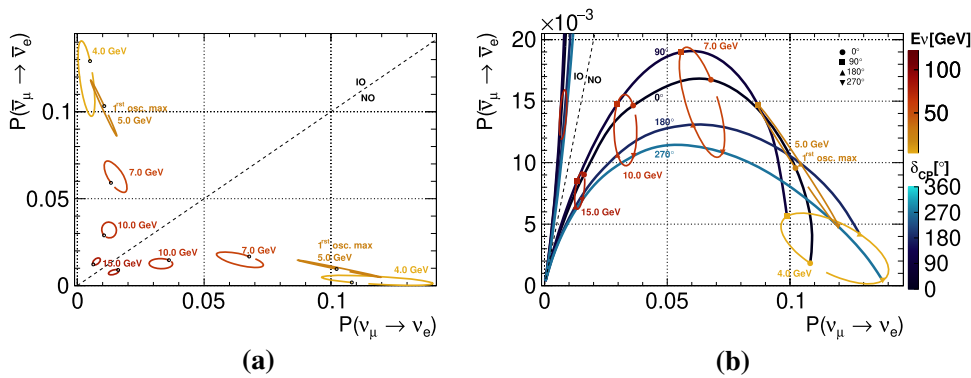 P(ν̄μ → ν̄e)
0.1
0.05
0
4.0 GeV
1rst osc. max
5.0 GeV
7.0 GeV
10.0 GeV
15.0 GeV
IO
NO
10.0 GeV
7.0 GeV
1rst osc. max
5.0 GeV
4.0 GeV
0
0.05
0.1
P(νμ → νe)
(a)
×10⁻³
P(ν̄μ → ν̄e)
20
15
10
5
0
IO
NO
90°
0°
180°
270°
7.0 GeV
10.0 GeV
15.0 GeV
5.0 GeV
1rst osc. max
4.0 GeV
● 0°
■ 90°
▲ 180°
▼ 270°
0
0.05
0.1
P(νμ → νe)
(b)
Eν[GeV]
100
50
δCP[°]
360
270
180
90
0